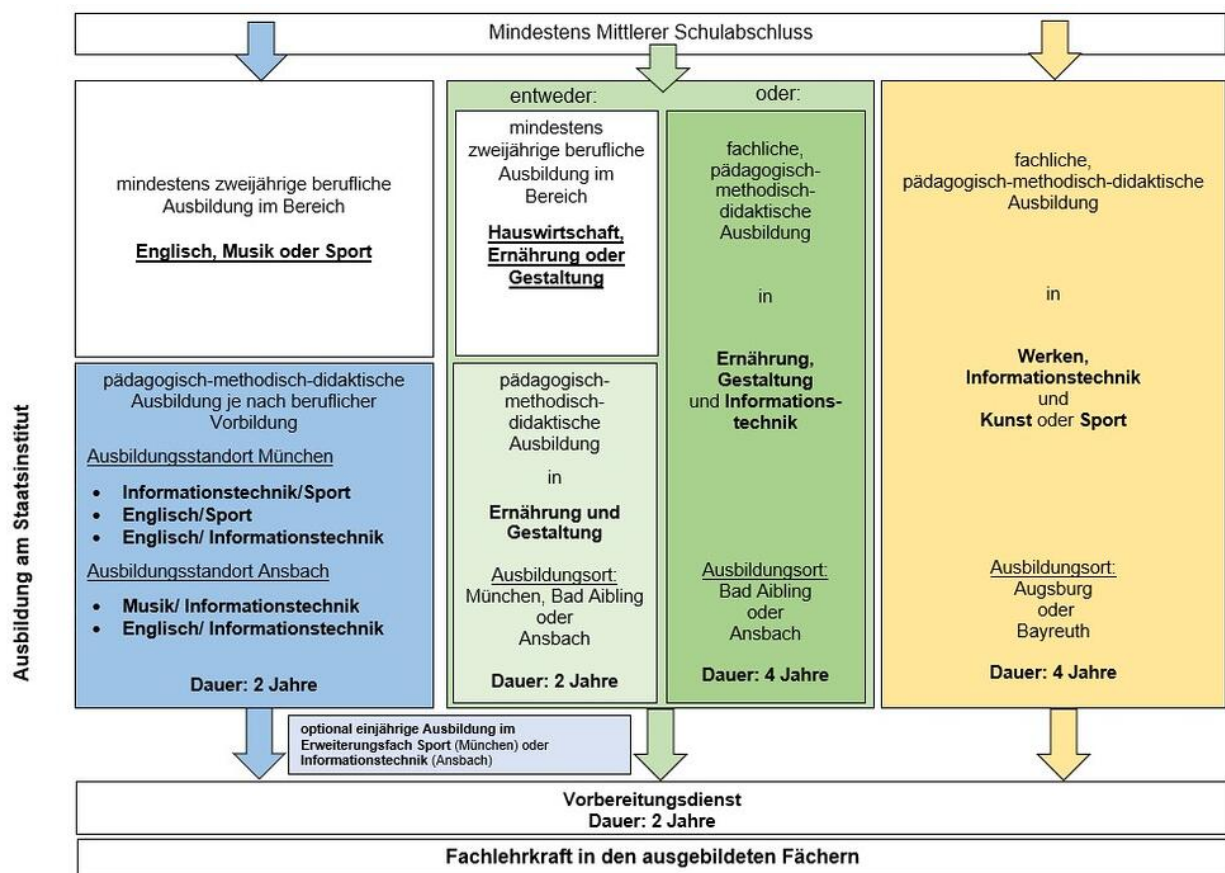 Mindestens Mittlerer Schulabschluss
mindestens zweijährige berufliche
Ausbildung im Bereich
Englisch, Musik oder Sport
entweder:
oder:
mindestens
zweijährige berufliche
Ausbildung im
Bereich
Hauswirtschaft,
Ernährung oder
Gestaltung
fachliche,
pädagogisch-
methodisch-
didaktische
Ausbildung
in
Ernährung,
Gestaltung
und Informations-
technik
Ausbildungsort:
Bad Aibling
oder
Ansbach
Dauer: 4 Jahre
fachliche,
pädagogisch-methodisch-didaktische
Ausbildung
in
Werken,
Informationstechnik
und
Kunst oder Sport
Ausbildungsort:
Augsburg
oder
Bayreuth
Dauer: 4 Jahre
Ausbildung am Staatsinstitut
pädagogisch-methodisch-didaktische
Ausbildung je nach beruflicher
Vorbildung
Ausbildungsstandort München
• Informationstechnik/Sport
• Englisch/Sport
• Englisch/ Informationstechnik
Ausbildungsstandort Ansbach
• Musik/ Informationstechnik
• Englisch/ Informationstechnik
Dauer: 2 Jahre
pädagogisch-
methodisch-
didaktische
Ausbildung
in
Ernährung und
Gestaltung
Ausbildungsort:
München, Bad Aibling
oder
Ansbach
Dauer: 2 Jahre
optional einjährige Ausbildung im
Erweiterungsfach Sport (München) oder
Informationstechnik (Ansbach)
Vorbereitungsdienst
Dauer: 2 Jahre
Fachlehrkraft in den ausgebildeten Fächern